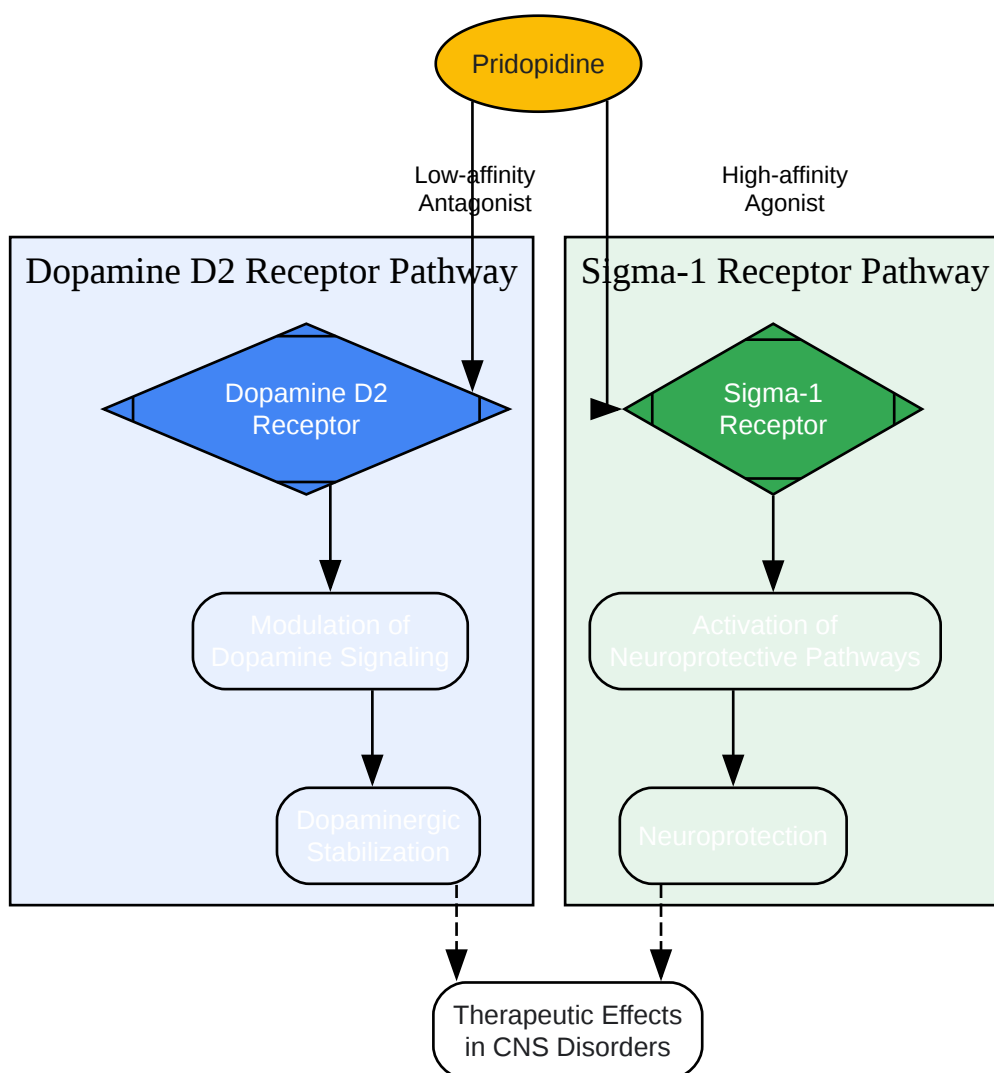 Pridopidine
Low-affinity
Antagonist
High-affinity
Agonist
Dopamine D2 Receptor Pathway
Sigma-1 Receptor Pathway
Dopamine D2
Receptor
Sigma-1
Receptor
Modulation of
Dopamine Signaling
Activation of
Neuroprotective Pathways
Dopaminergic
Stabilization
Neuroprotection
Therapeutic Effects
in CNS Disorders